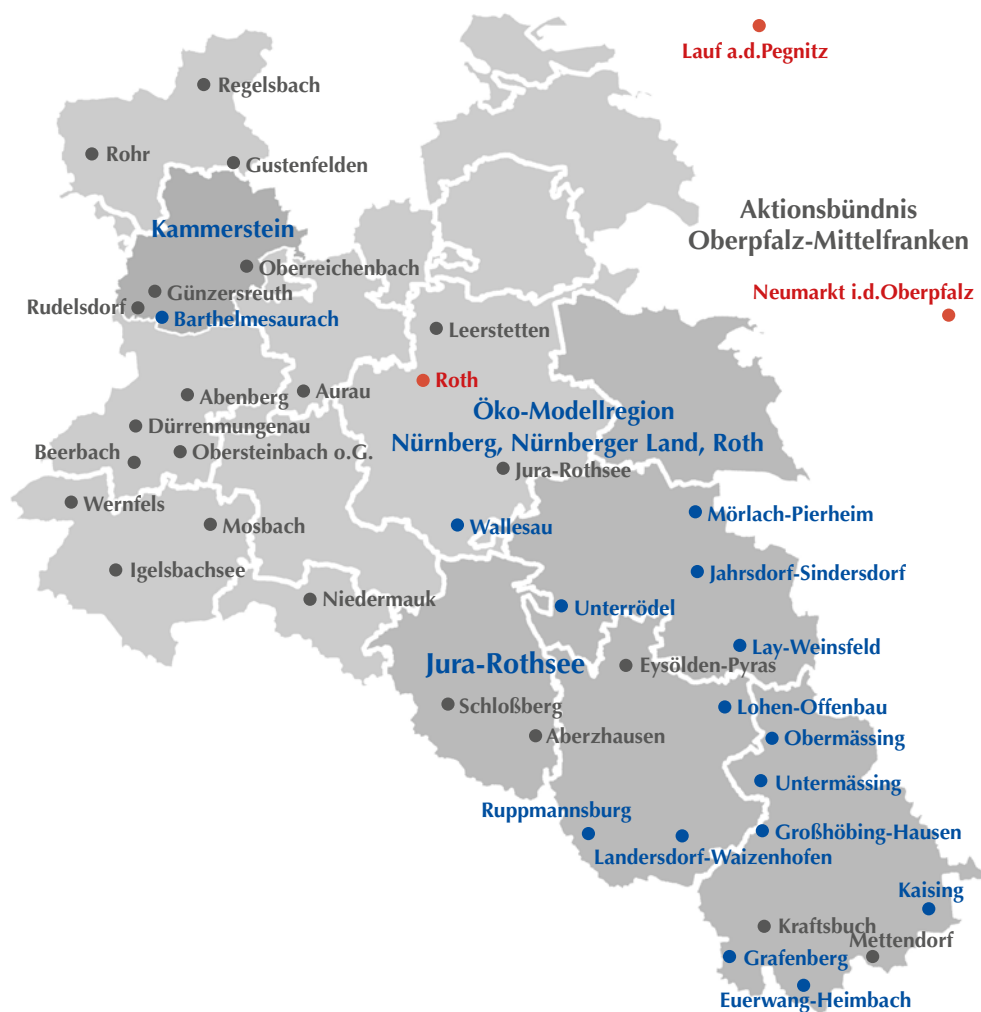 Lauf a.d.Pegnitz
Regelsbach
Rohr
Gustenfelden
Kammerstein
Aktionsbündnis
Oberpfalz-Mittelfranken
Oberreichenbach
Günzersreuth
Neumarkt i.d.Oberpfalz
Rudelsdorf
Barthelmesaurach
Leerstetten
Roth
Abenberg
Aurau
Öko-Modellregion
Nürnberg, Nürnberger Land, Roth
Dürrenmungenau
Beerbach
Obersteinbach o.G.
Jura-Rothsee
Wernfels
Mosbach
Wallesau
Mörlach-Pierheim
Igelsbachsee
Jahrsdorf-Sindersdorf
Niedermauk
Unterrödel
Lay-Weinsfeld
Jura-Rothsee
Eysölden-Pyras
Schloßberg
Lohen-Offenbau
Aberzhausen
Obermässing
Untermässing
Ruppmannsburg
Großhöbing-Hausen
Landersdorf-Waizenhofen
Kaising
Kraftsbuch
Mettendorf
Grafenberg
Euerwang-Heimbach